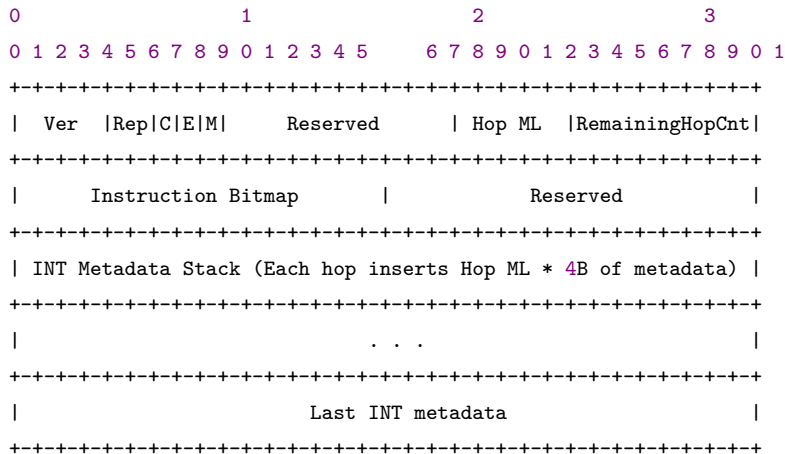 0                   1                   2                   3
0 1 2 3 4 5 6 7 8 9 0 1 2 3 4 5   6 7 8 9 0 1 2 3 4 5 6 7 8 9 0 1
+-+-+-+-+-+-+-+-+-+-+-+-+-+-+-+-+-+-+-+-+-+-+-+-+-+-+-+-+-+-+-+-+
|  Ver  |Rep|C|E|M|     Reserved      | Hop ML  |RemainingHopCnt|
+-+-+-+-+-+-+-+-+-+-+-+-+-+-+-+-+-+-+-+-+-+-+-+-+-+-+-+-+-+-+-+-+
|      Instruction Bitmap       |            Reserved           |
+-+-+-+-+-+-+-+-+-+-+-+-+-+-+-+-+-+-+-+-+-+-+-+-+-+-+-+-+-+-+-+-+
| INT Metadata Stack (Each hop inserts Hop ML * 4B of metadata) |
+-+-+-+-+-+-+-+-+-+-+-+-+-+-+-+-+-+-+-+-+-+-+-+-+-+-+-+-+-+-+-+-+
|                              . . .                            |
+-+-+-+-+-+-+-+-+-+-+-+-+-+-+-+-+-+-+-+-+-+-+-+-+-+-+-+-+-+-+-+-+
|                         Last INT metadata                     |
+-+-+-+-+-+-+-+-+-+-+-+-+-+-+-+-+-+-+-+-+-+-+-+-+-+-+-+-+-+-+-+-+